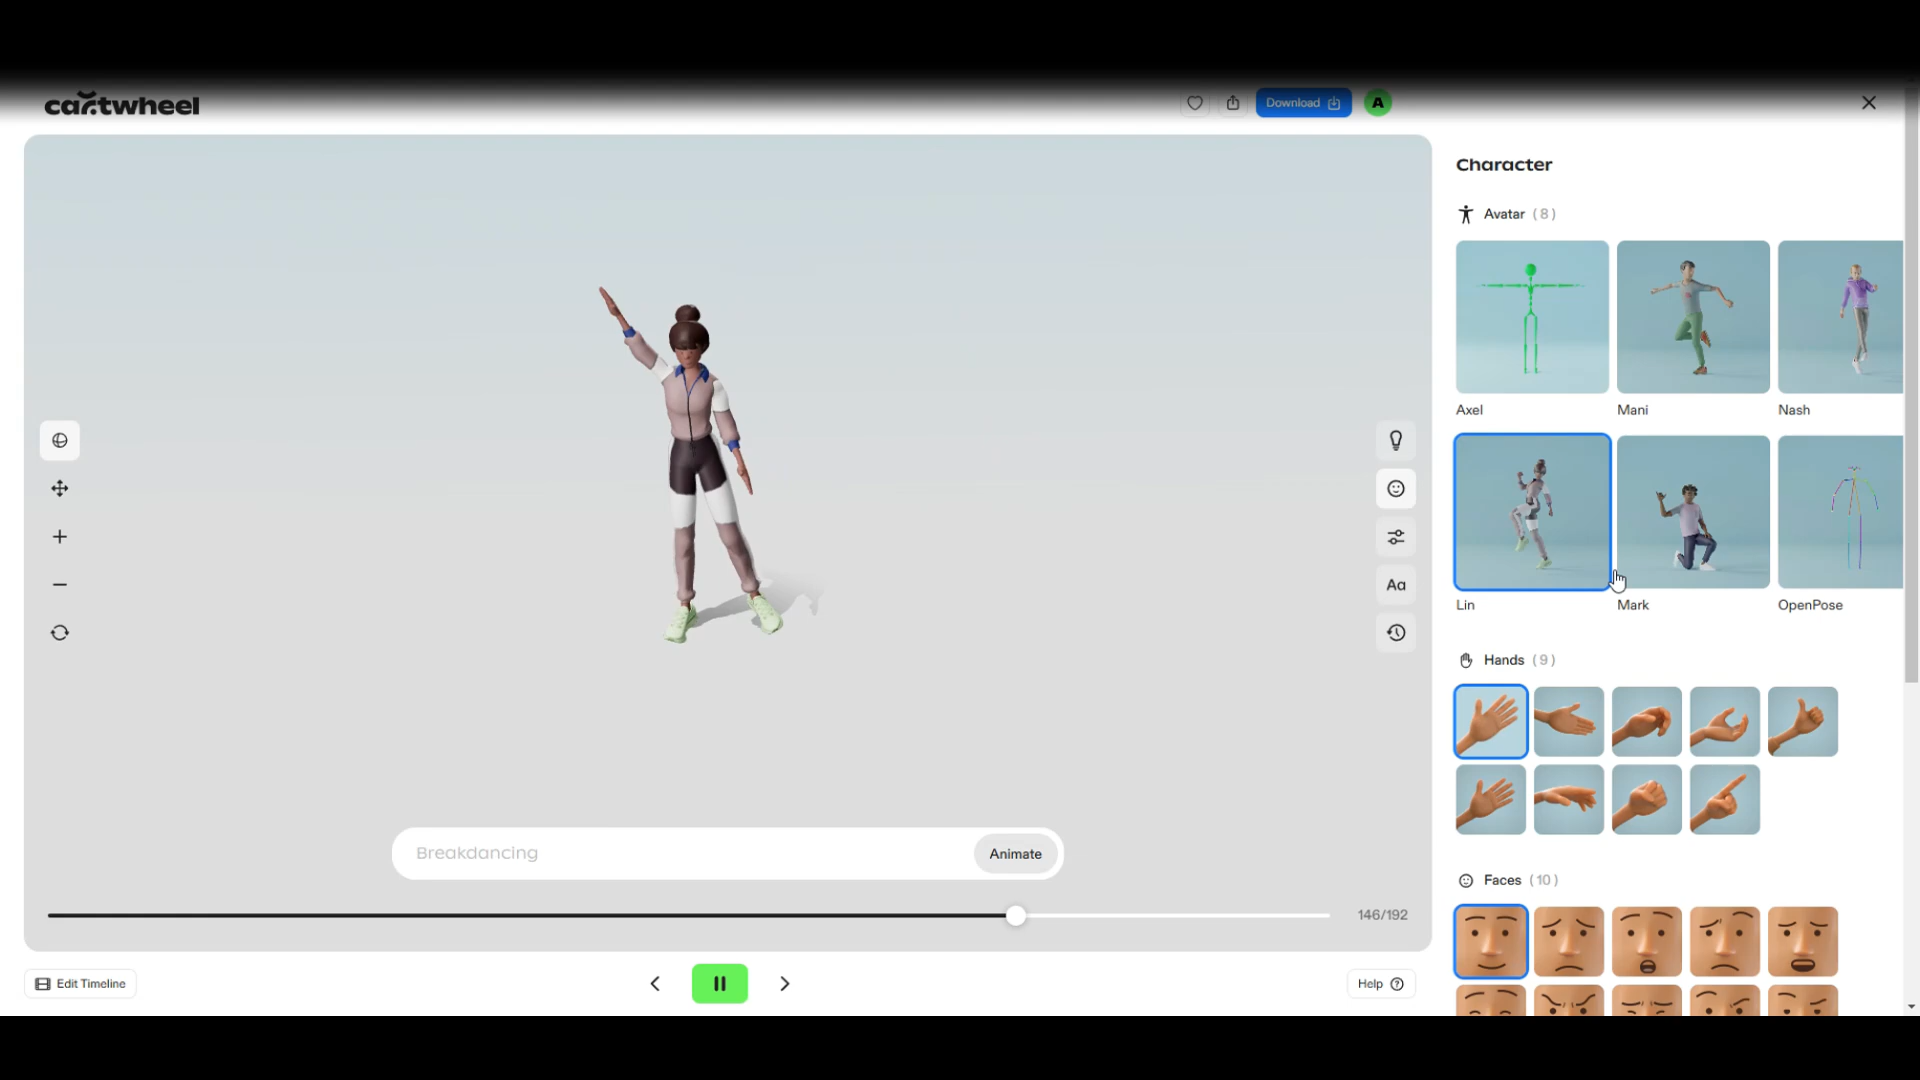 cartwheel
Download
A
Character
Avatar (8)
Axel
Mani
Nash
Lin
Mark
OpenPose
Aa
Hands (9)
Faces (10)
Breakdancing
Animate
146/192
Edit Timeline
Help